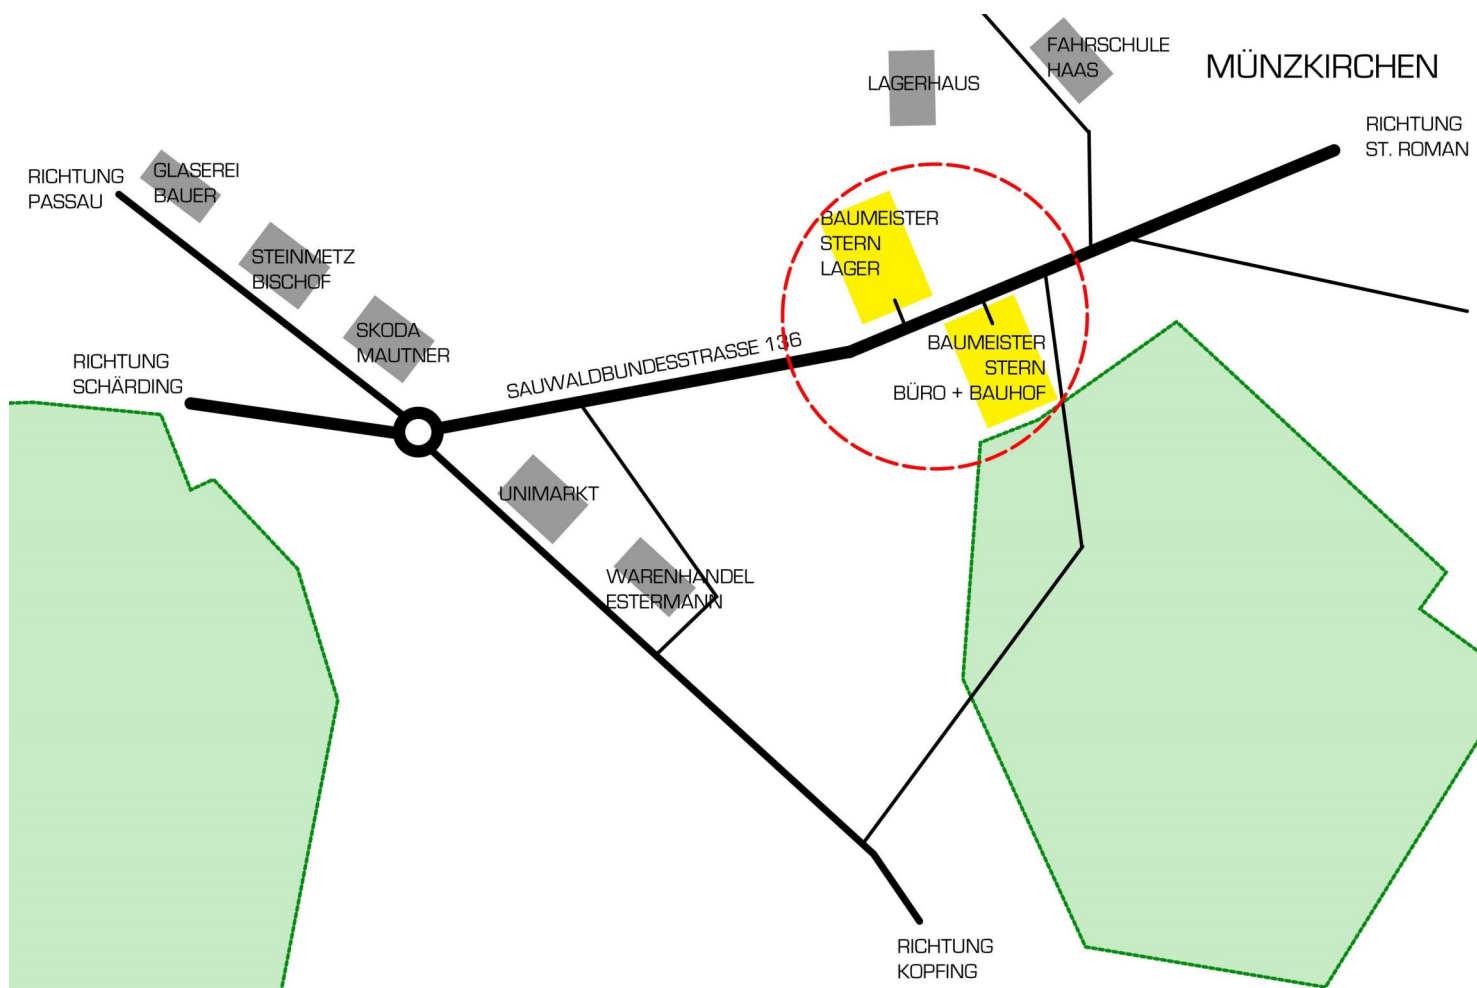 FAHRSCHULE
HAAS
MÜNZKIRCHEN
LAGERHAUS
RICHTUNG
ST. ROMAN
GLASEREI
BAUER
RICHTUNG
PASSAU
BAUMEISTER
STERN
LAGER
STEINMETZ
BISCHOF
SKODA
MAUTNER
SAUWALDBUNDESSTRASSE 136
BAUMEISTER
STERN
BÜRO + BAUHOF
RICHTUNG
SCHÄRDING
UNIMARKT
WARENHANDEL
ESTERMANN
RICHTUNG
KOPFING